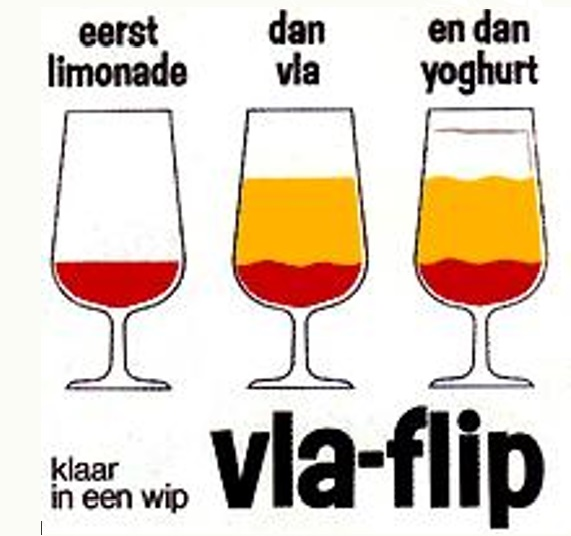 eerst
limonade
dan
vla
en dan
yoghurt
klaar
in een wip
vla-flip